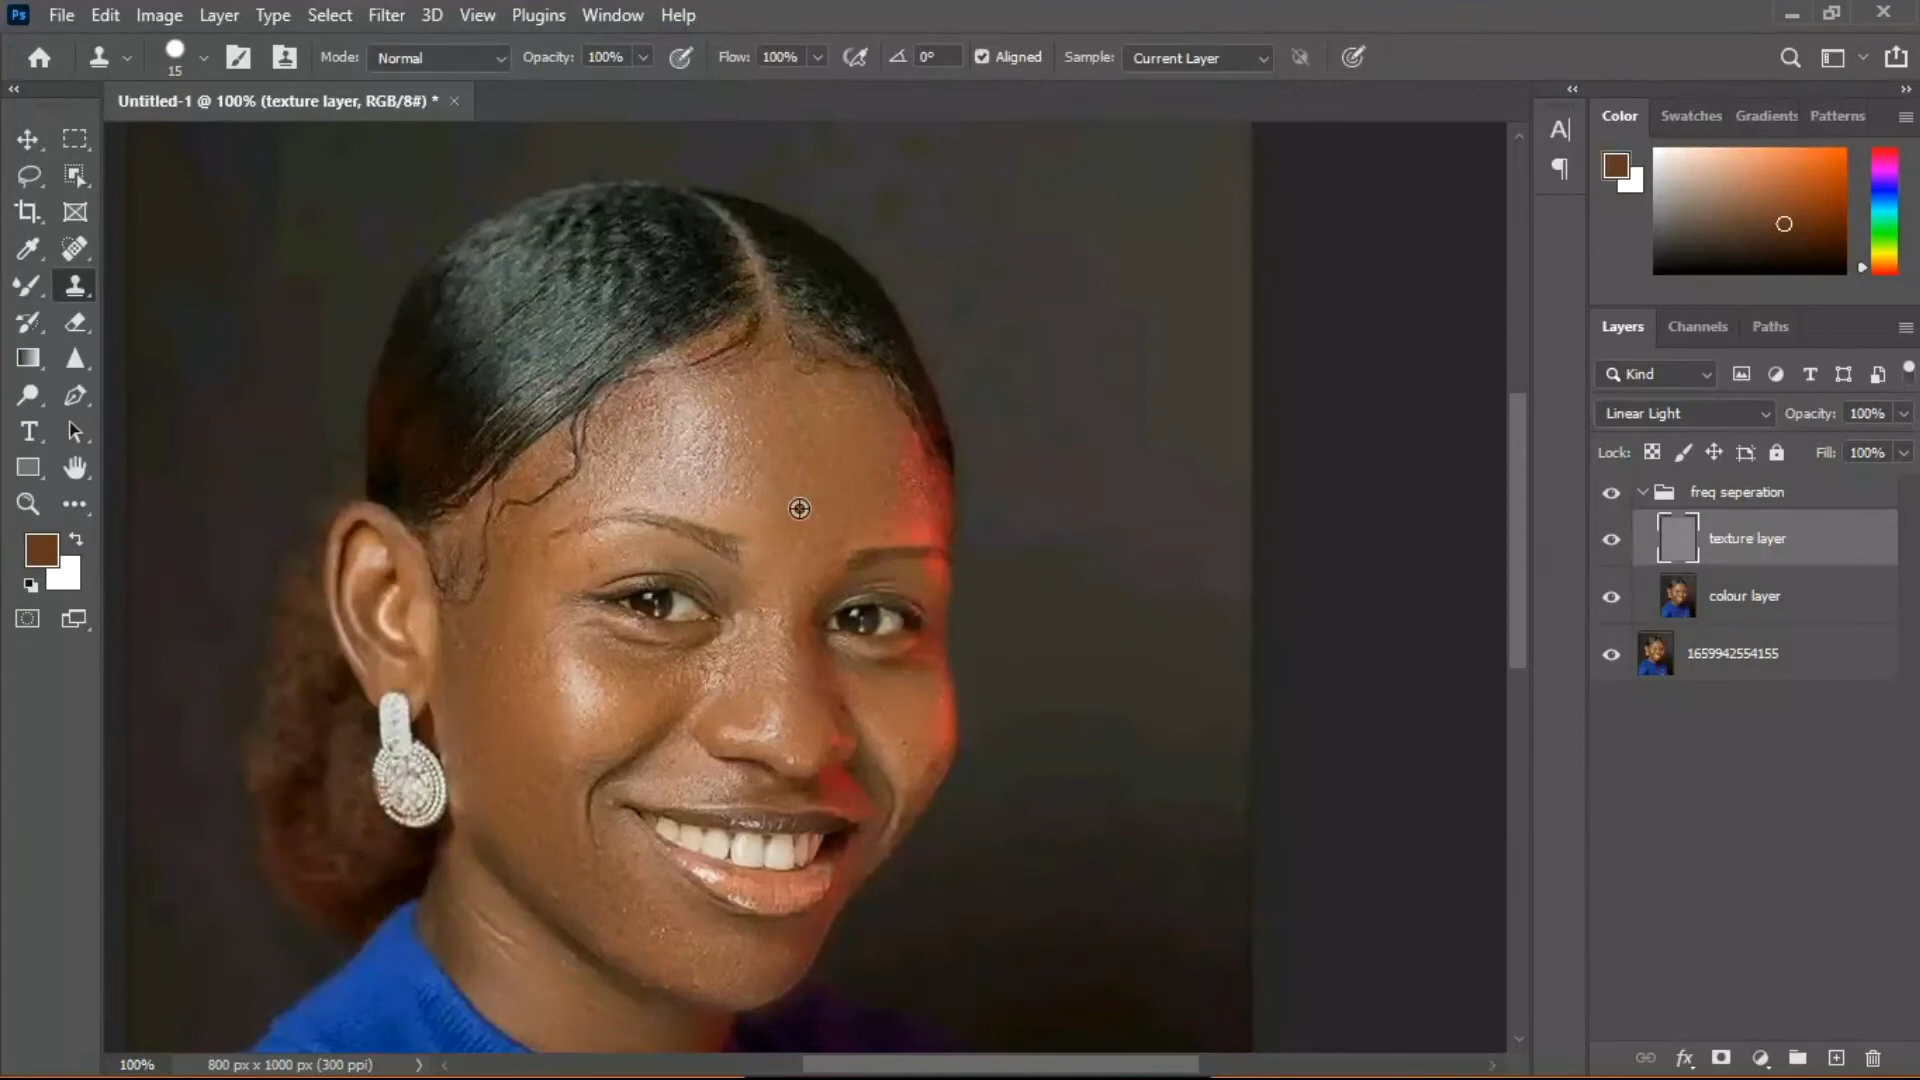 Ps File Edit Image Layer Type Select Filter 3D View Plugins Window Help
15 Mode: Normal Opacity: 100% Flow: 100% 0° Aligned Sample: Current Layer
Untitled-1 @ 100% (texture layer, RGB/8#) *
Color Swatches Gradients Patterns
Layers Channels Paths
Kind
Linear Light Opacity: 100%
Lock: Fill: 100%
freq seperation
texture layer
colour layer
1659942554155
100% 800 px x 1000 px (300 ppi)
fx